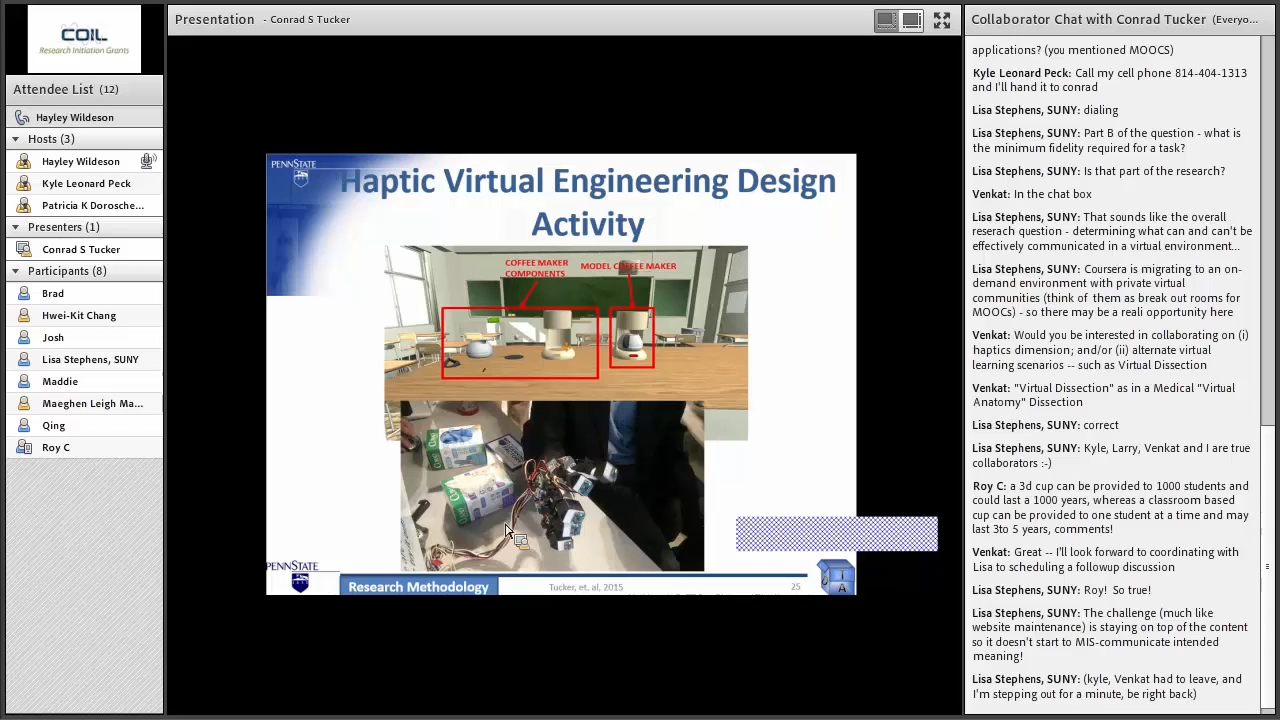 COIL
Research Initiation Grants
Attendee List (12)
Hayley Wildeson
Hosts (3)
Hayley Wildeson
Kyle Leonard Peck
Patricia K Dorosche...
Presenters (1)
Conrad S Tucker
Participants (8)
Brad
Hwei-Kit Chang
Josh
Lisa Stephens, SUNY
Maddie
Maeghen Leigh Ma...
Qing
Roy C
Presentation - Conrad S Tucker
PENNSTATE
Haptic Virtual Engineering Design
Activity
COFFEE MAKER
COMPONENTS
MODEL COFFEE MAKER
PENNSTATE
Research Methodology
Tucker, et. al, 2015
25
I
A
Collaborator Chat with Conrad Tucker (Everyo...
applications? (you mentioned MOOCS)
Kyle Leonard Peck: Call my cell phone 814-404-1313
and I'll hand it to conrad
Lisa Stephens, SUNY: dialing
Lisa Stephens, SUNY: Part B of the question - what is
the minimum fidelity required for a task?
Lisa Stephens, SUNY: Is that part of the research?
Venkat: In the chat box
Lisa Stephens, SUNY: That sounds like the overall
reserach question - determining what can and can't be
effectively communicated in a virtual environment...
Lisa Stephens, SUNY: Coursera is migrating to an on-
demand environment with private virtual
communities (think of them as break out rooms for
MOOCs) - so there may be a reali opportunity here
Venkat: Would you be interested in collaborating on (i)
haptics dimension; and/or (ii) alternate virtual
learning scenarios -- such as Virtual Dissection
Venkat: "Virtual Dissection" as in a Medical "Virtual
Anatomy" Dissection
Lisa Stephens, SUNY: correct
Lisa Stephens, SUNY: Kyle, Larry, Venkat and I are true
collaborators :-)
Roy C: a 3d cup can be provided to 1000 students and
could last a 1000 years, whereas a classroom based
cup can be provided to one student at a time and may
last 3to 5 years, comments!
Venkat: Great -- I'll look forward to coordinating with
Lisa to scheduling a followup discussion
Lisa Stephens, SUNY: Roy! So true!
Lisa Stephens, SUNY: The challenge (much like
website maintenance) is staying on top of the content
so it doesn't start to MIS-communicate intended
meaning!
Lisa Stephens, SUNY: (kyle, Venkat had to leave, and
I'm stepping out for a minute, be right back)